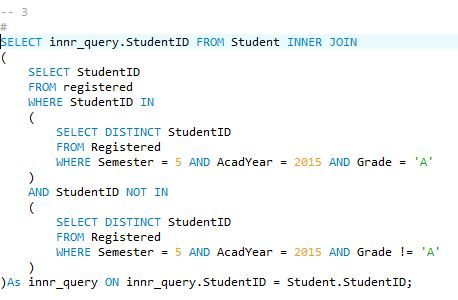 -- 3
#
SELECT innr_query.StudentID FROM Student INNER JOIN
(
SELECT StudentID
FROM registered
WHERE StudentID IN
(
SELECT DISTINCT StudentID
FROM Registered
WHERE Semester = 5 AND AcadYear = 2015 AND Grade = 'A'
)
AND StudentID NOT IN
(
SELECT DISTINCT StudentID
FROM Registered
WHERE Semester = 5 AND AcadYear = 2015 AND Grade != 'A'
)
)As innr_query ON innr_query.StudentID = Student.StudentID;